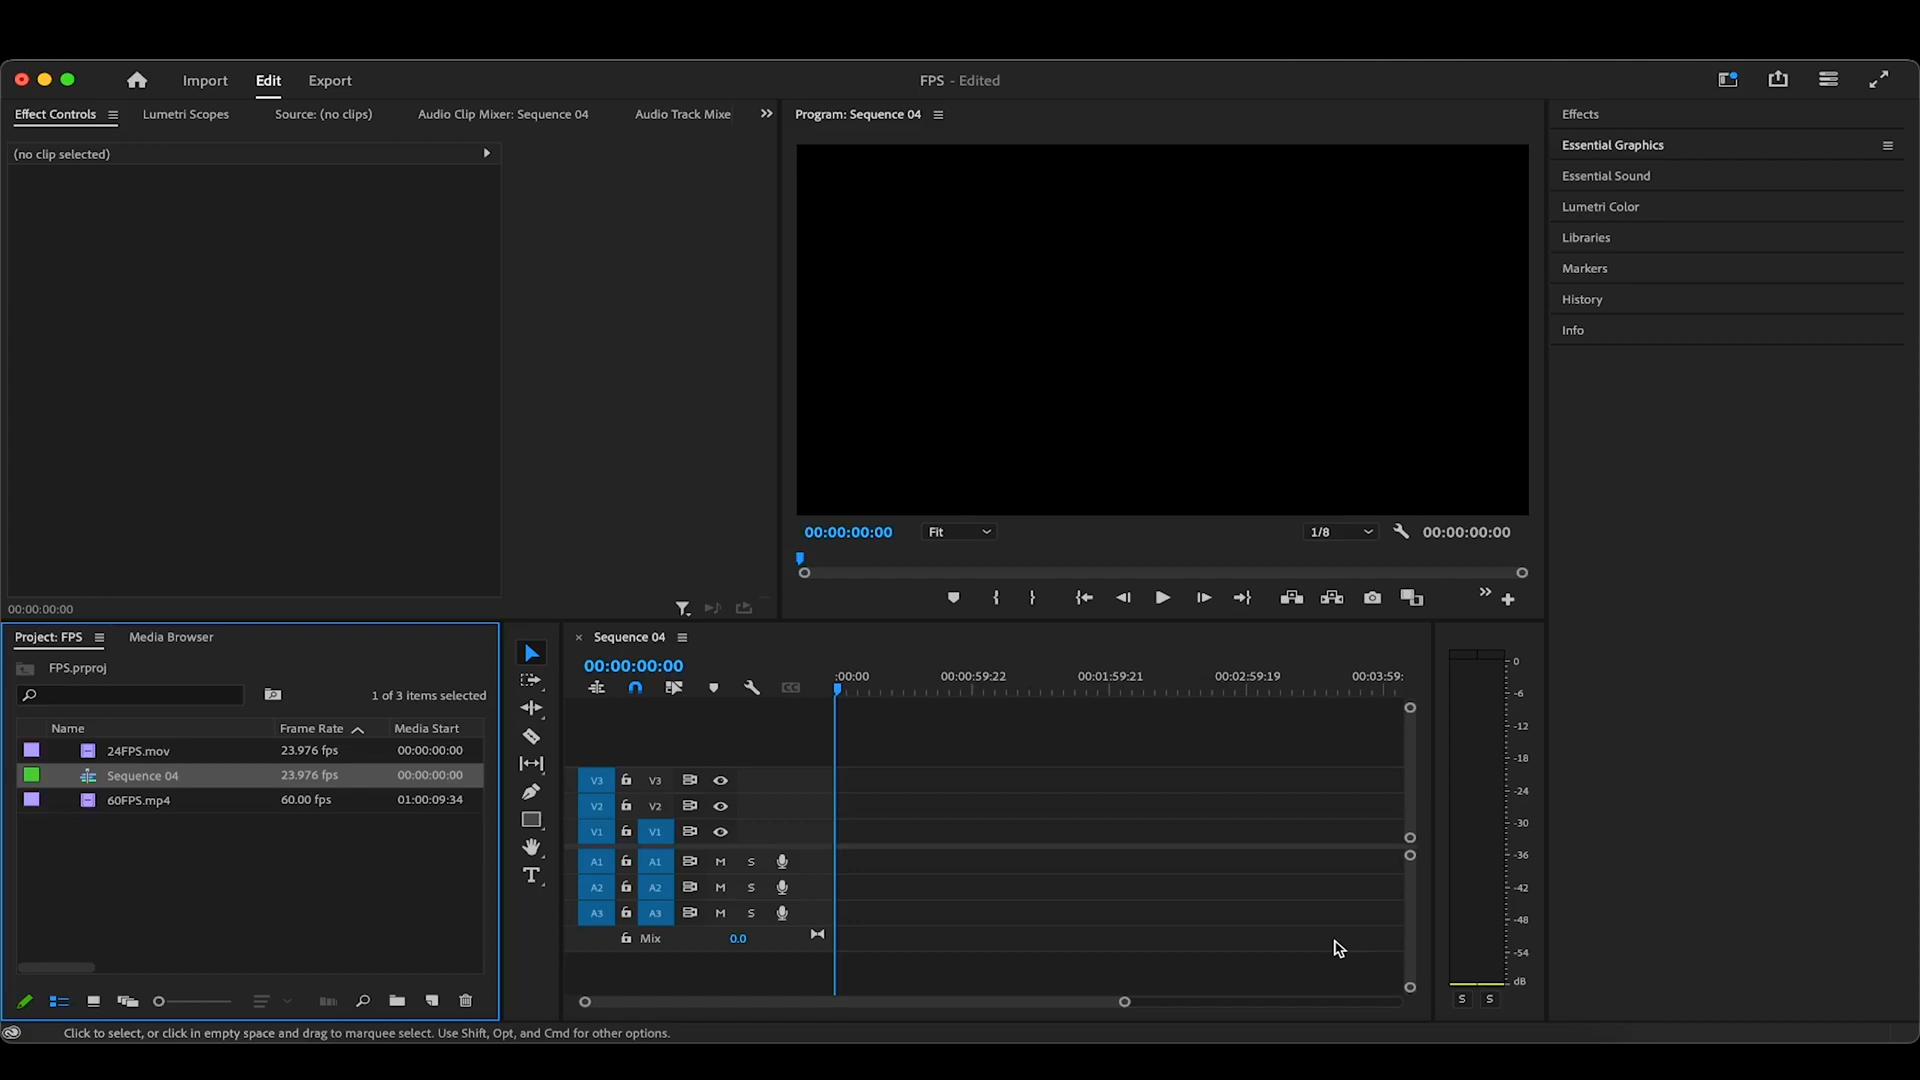 Import Edit Export FPS - Edited
Effect Controls Lumetri Scopes Source: (no clips) Audio Clip Mixer: Sequence 04 Audio Track Mixe
Program: Sequence 04
Effects
Essential Graphics
Essential Sound
Lumetri Color
Libraries
Markers
History
Info
(no clip selected)
00:00:00:00 Fit 1/8 00:00:00:00
00:00:00:00
Project: FPS Media Browser
FPS.prproj
1 of 3 items selected
Name Frame Rate Media Start
24FPS.mov 23.976 fps 00:00:00:00
Sequence 04 23.976 fps 00:00:00:00
60FPS.mp4 60.00 fps 01:00:09:34
Sequence 04
00:00:00:00
:00:00 00:00:59:22 00:01:59:21 00:02:59:19 00:03:59:
CC
V3 V3
V2 V2
V1 V1
A1 A1 M S
A2 A2 M S
A3 A3 M S
Mix 0.0
T
0
-6
-12
-18
-24
-30
-36
-42
-48
-54
dB
S S
Click to select, or click in empty space and drag to marquee select. Use Shift, Opt, and Cmd for other options.